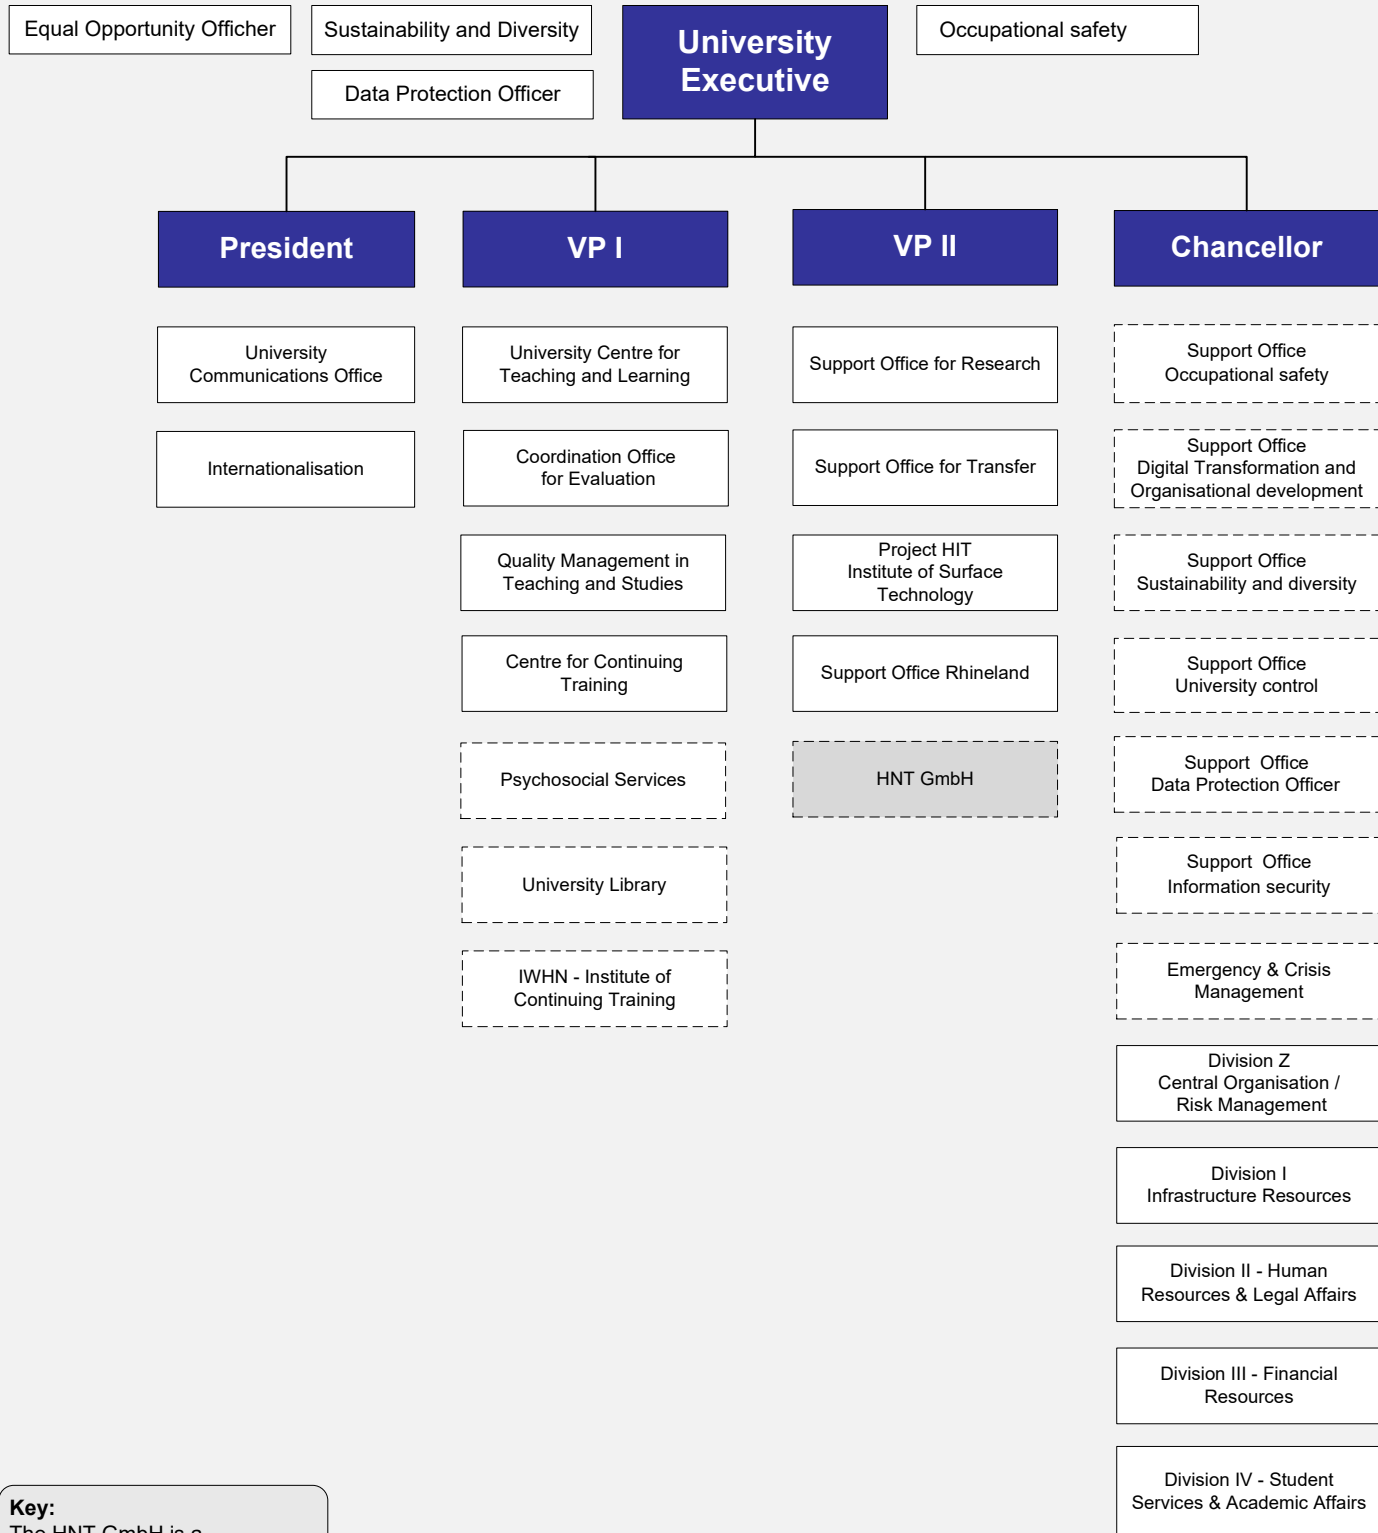 Equal Opportunity Officher
Sustainability and Diversity
Data Protection Officer
University
Executive
Occupational safety
President
VP I
VP II
Chancellor
University
Communications Office
Internationalisation
University Centre for
Teaching and Learning
Coordination Office
for Evaluation
Quality Management in
Teaching and Studies
Centre for Continuing
Training
Psychosocial Services
University Library
IWHN - Institute of
Continuing Training
Support Office for Research
Support Office for Transfer
Project HIT
Institute of Surface
Technology
Support Office Rhineland
HNT GmbH
Support Office
Occupational safety
Support Office
Digital Transformation and
Organisational development
Support Office
Sustainability and diversity
Support Office
University control
Support Office
Data Protection Officer
Support Office
Information security
Emergency & Crisis
Management
Division Z
Central Organisation /
Risk Management
Division I
Infrastructure Resources
Division II - Human
Resources & Legal Affairs
Division III - Financial
Resources
Division IV - Student
Services & Academic Affairs
Key:
The HNT GmbH is a